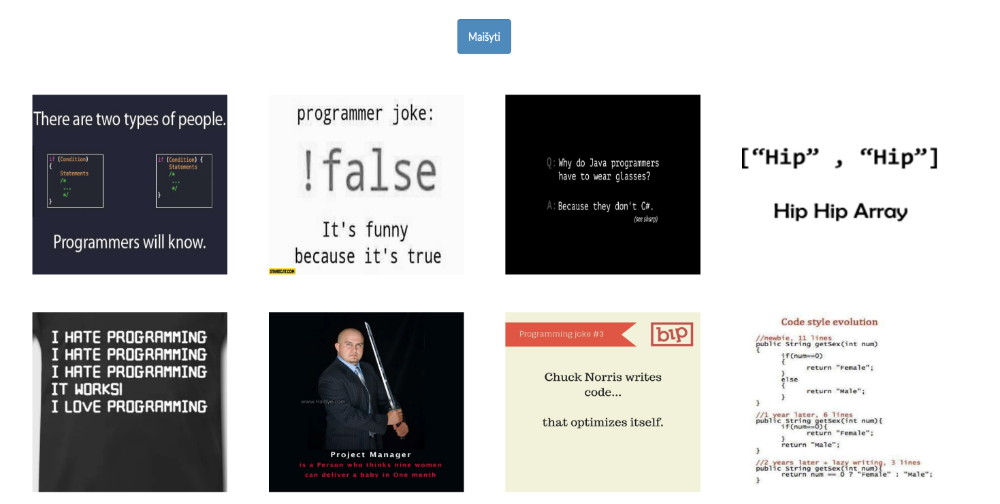 Maišyti
There are two types of people.
if (Condition)
{
Statements
/*
...
*/
}
if (Condition) {
Statements
/*
...
*/
}
Programmers will know.
programmer joke:
!false
It's funny
because it's true
STARECAT.COM
Q: Why do Java programmers
have to wear glasses?
A: Because they don't C#.
(see sharp)
[“Hip” , “Hip”]
Hip Hip Array
I HATE PROGRAMMING
I HATE PROGRAMMING
I HATE PROGRAMMING
IT WORKS!
I LOVE PROGRAMMING
www.Haibye.com
Project Manager
is a Person who thinks nine women
can deliver a baby in One month
Programming joke #3
bip
Chuck Norris writes
code...
that optimizes itself.
Code style evolution
//newbie, 11 lines
public String getSex(int num)
{
if(num==0)
{
return "Female";
}
else
{
return "Male";
}
}
//1 year later, 6 lines
public String getSex(int num){
if(num==0){
return "Female";
}
return "Male";
}
//2 years later + lazy writing, 3 lines
public String getSex(int num){
return num == 0 ? "Female" : "Male";
}